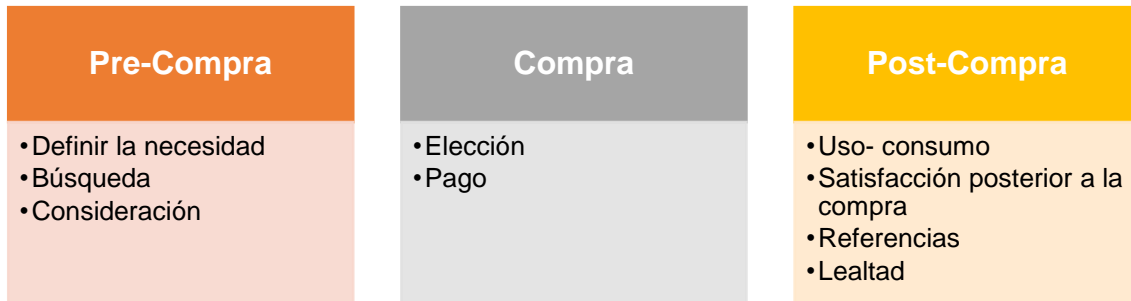 Pre-Compra
•Definir la necesidad
•Búsqueda
•Consideración
Compra
•Elección
•Pago
Post-Compra
•Uso- consumo
•Satisfacción posterior a la
compra
•Referencias
•Lealtad